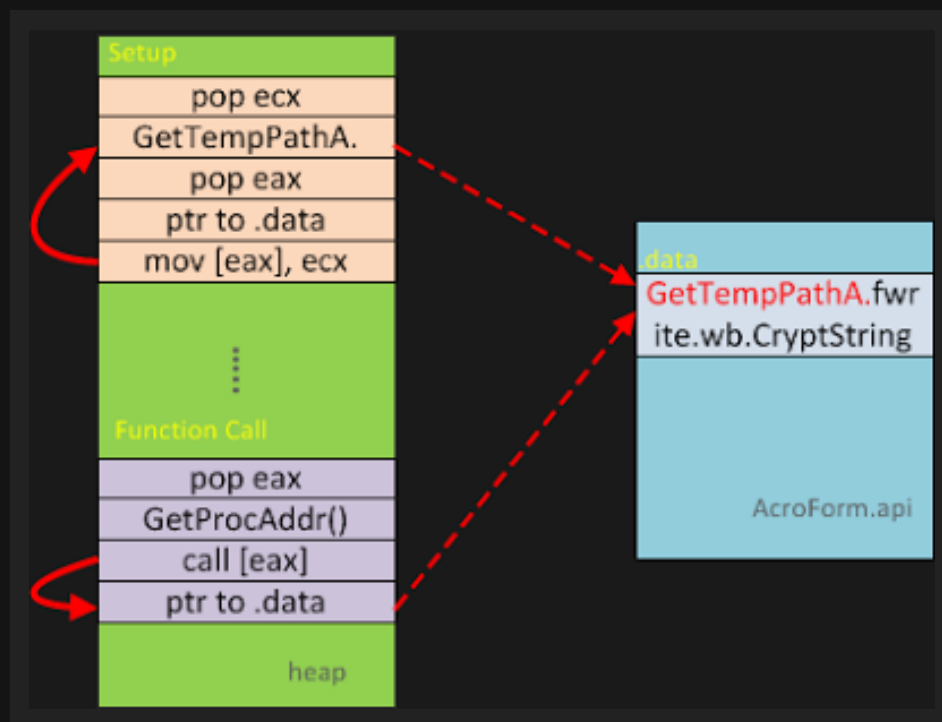 Setup
pop ecx
GetTempPathA.
pop eax
ptr to .data
mov [eax], ecx
Function Call
pop eax
GetProcAddr()
call [eax]
ptr to .data
heap
.data
GetTempPathA.fwr
ite.wb.CryptString
AcroForm.api